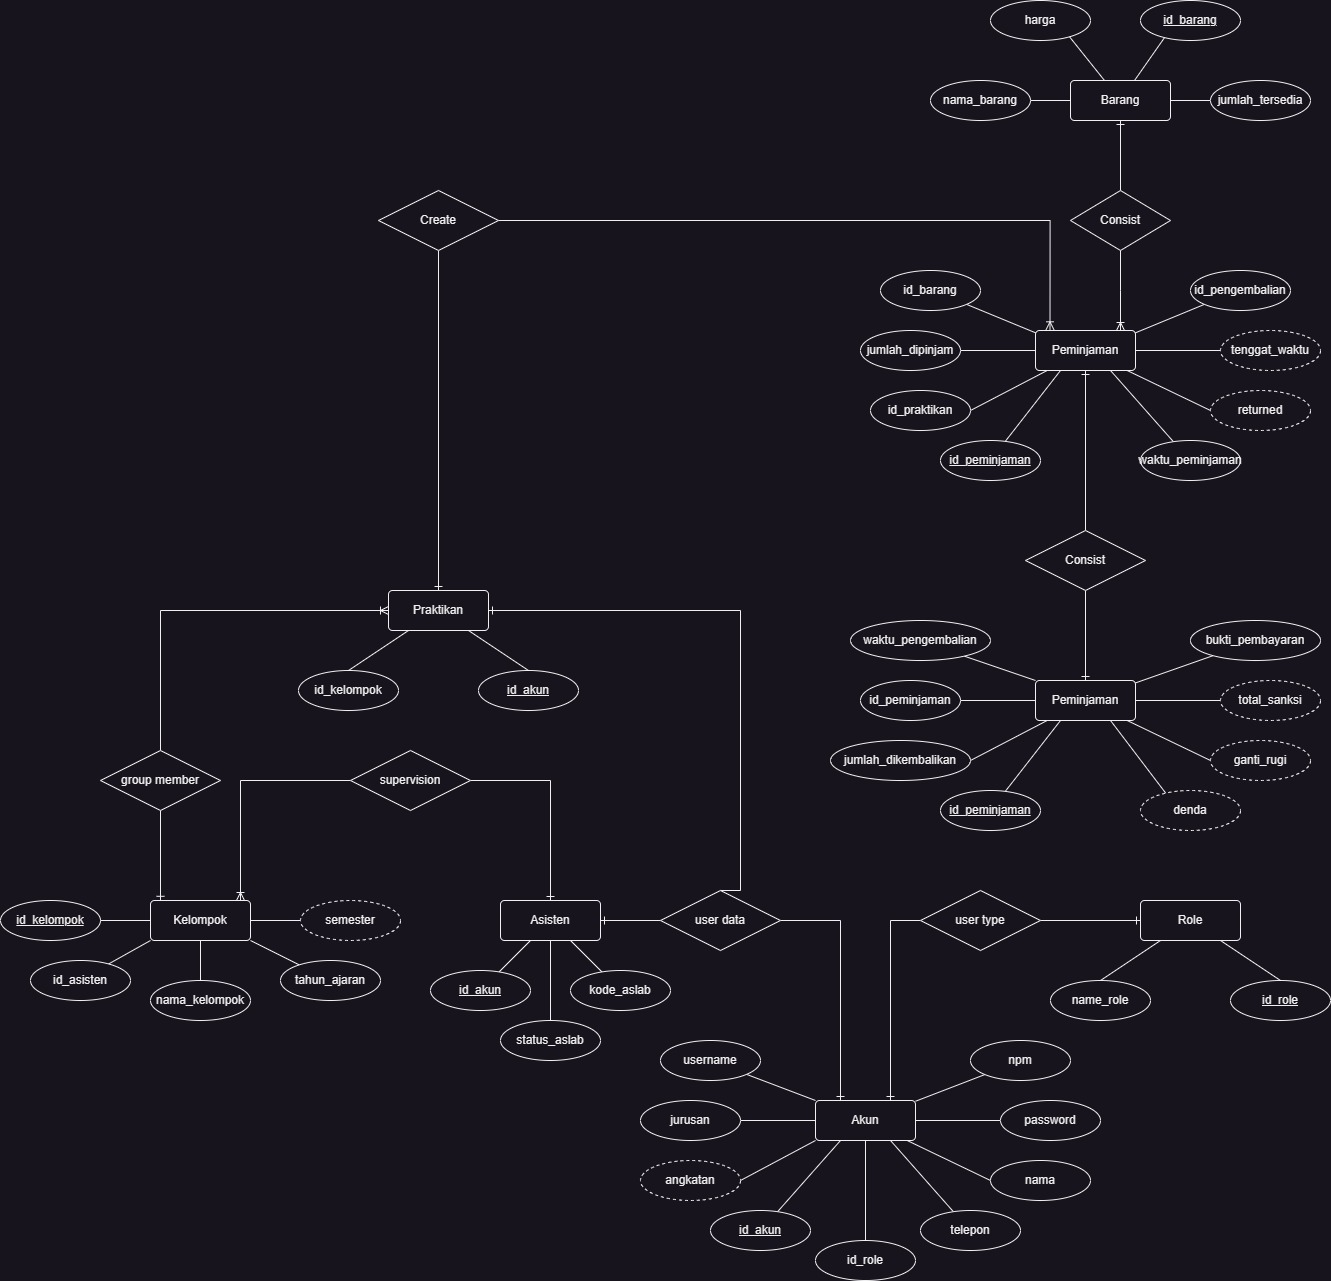 harga
id_barang
nama_barang
Barang
jumlah_tersedia
Create
Consist
id_barang
id_pengembalian
jumlah_dipinjam
Peminjaman
tenggat_waktu
id_praktikan
returned
id_peminjaman
waktu_peminjaman
Consist
Praktikan
waktu_pengembalian
bukti_pembayaran
id_kelompok
id_akun
id_peminjaman
Peminjaman
total_sanksi
jumlah_dikembalikan
ganti_rugi
group member
supervision
id_peminjaman
denda
id_kelompok
Kelompok
semester
Asisten
user data
user type
Role
id_asisten
nama_kelompok
tahun_ajaran
id_akun
kode_aslab
name_role
id_role
status_aslab
username
npm
jurusan
Akun
password
angkatan
nama
id_akun
telepon
id_role